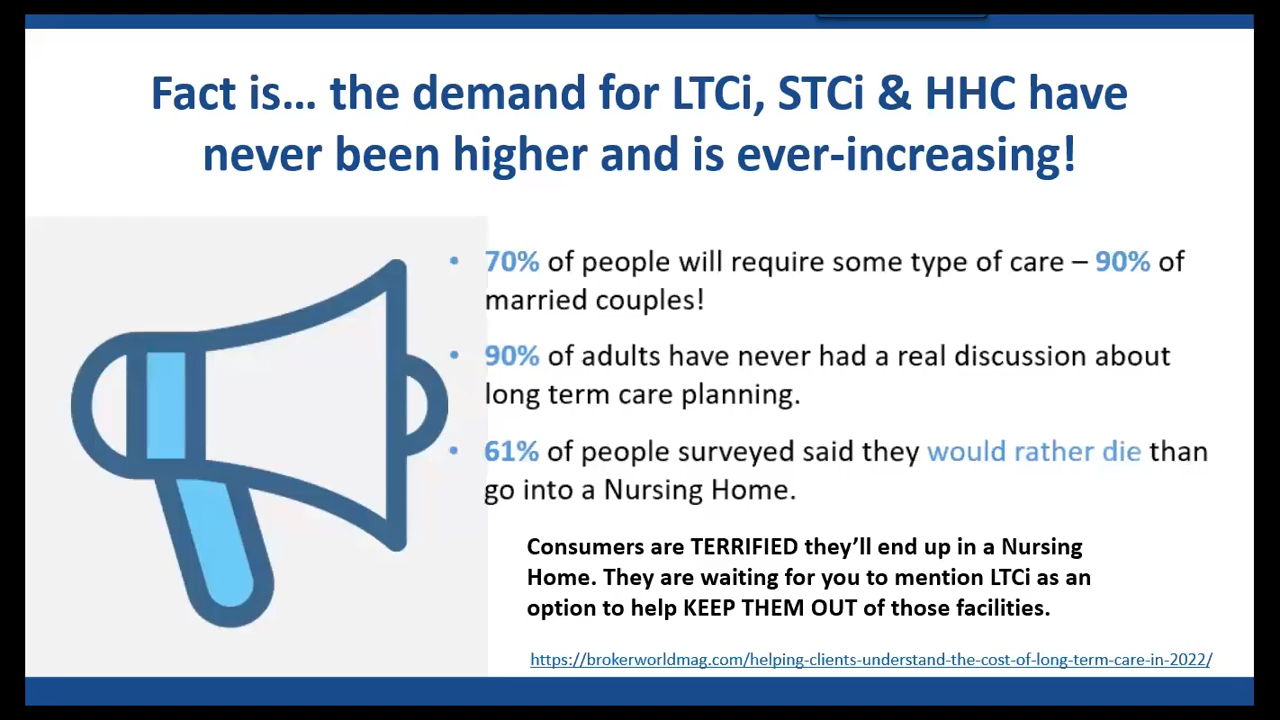 Fact is... the demand for LTCi, STCi & HHC have
never been higher and is ever-increasing!
• 70% of people will require some type of care – 90% of
married couples!
• 90% of adults have never had a real discussion about
long term care planning.
• 61% of people surveyed said they would rather die than
go into a Nursing Home.
Consumers are TERRIFIED they’ll end up in a Nursing
Home. They are waiting for you to mention LTCi as an
option to help KEEP THEM OUT of those facilities.
https://brokerworldmag.com/helping-clients-understand-the-cost-of-long-term-care-in-2022/